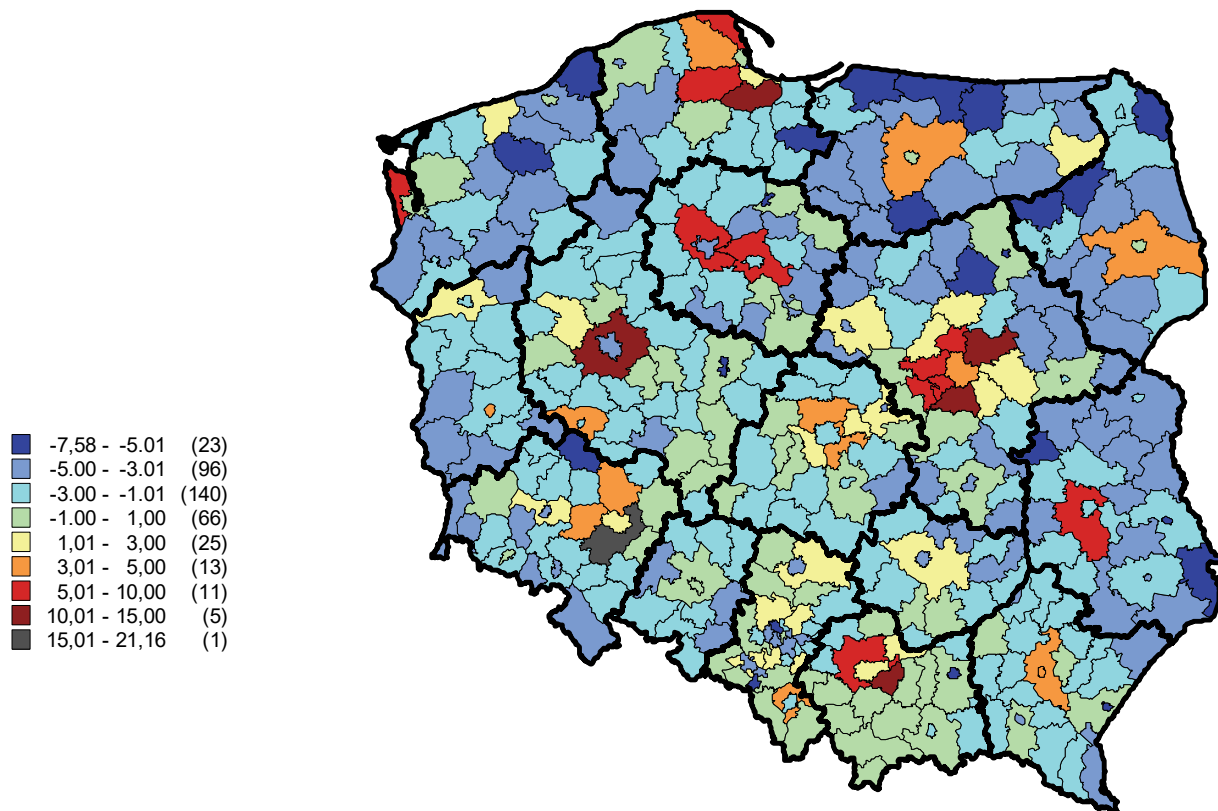 -7,58 - -5.01 (23)
-5.00 - -3.01 (96)
-3.00 - -1.01 (140)
-1.00 - 1,00 (66)
1,01 - 3,00 (25)
3,01 - 5,00 (13)
5,01 - 10,00 (11)
10,01 - 15,00 (5)
15,01 - 21,16 (1)